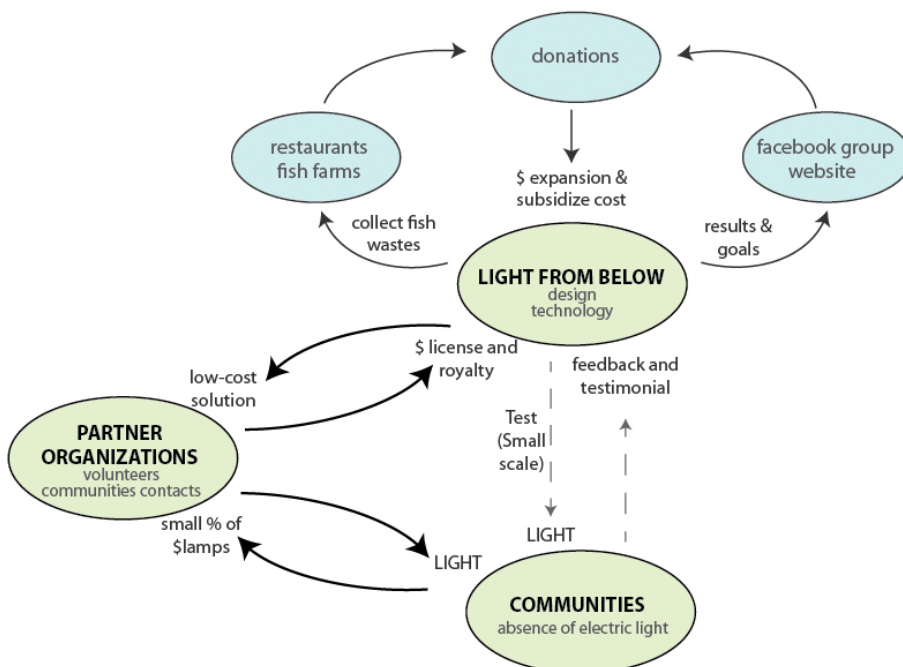 donations
restaurants
fish farms
facebook group
website
$ expansion &
subsidize cost
collect fish
wastes
results &
goals
LIGHT FROM BELOW
design
technology
$ license and
royalty
feedback and
testimonial
low-cost
solution
Test
(Small
scale)
PARTNER
ORGANIZATIONS
volunteers
communities contacts
small % of
$lamps
LIGHT
LIGHT
COMMUNITIES
absence of electric light